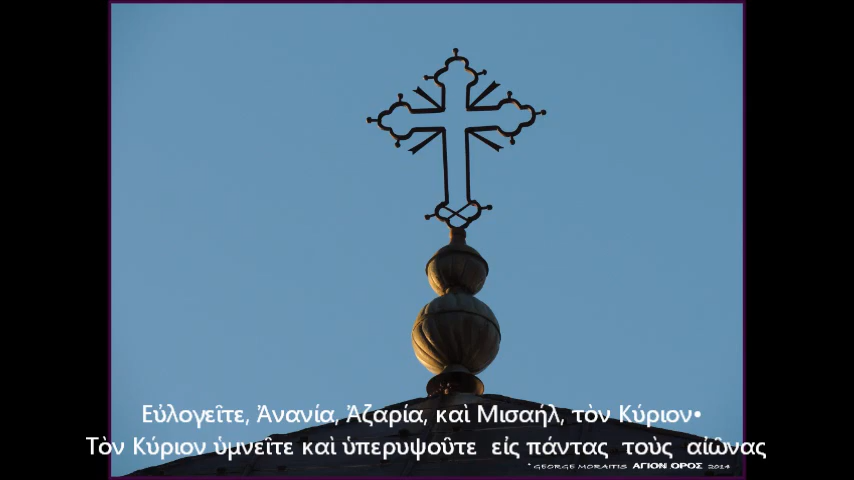 Εὐλογεῖτε, Ἀνανία, Ἀζαρία, καὶ Μισαήλ, τὸν Κύριον•
Τὸν Κύριον ὑμνεῖτε καὶ ὑπερυψοῦτε εἰς πάντας τοὺς αἰῶνας
* GEORGE MORAITIS ΑΓΙΟΝ ΟΡΟΣ 2014